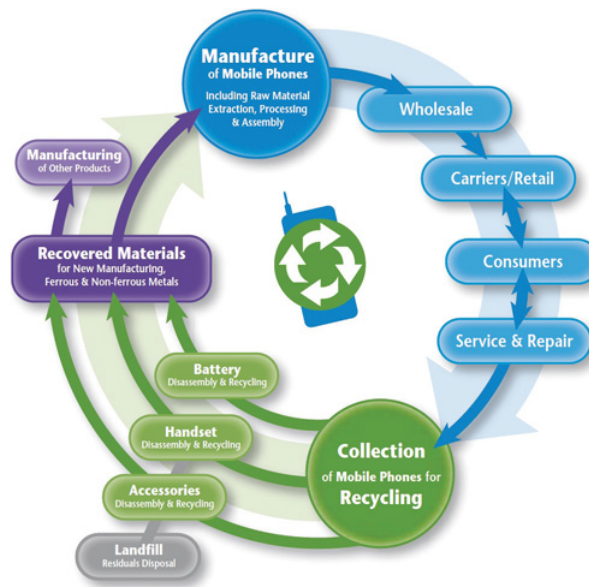 Manufacture
of Mobile Phones
Including Raw Material
Extraction, Processing
& Assembly
Wholesale
Carriers/Retail
Consumers
Service & Repair
Collection
of Mobile Phones for
Recycling
Battery
Disassembly & Recycling
Handset
Disassembly & Recycling
Accessories
Disassembly & Recycling
Landfill
Residuals Disposal
Recovered Materials
for New Manufacturing,
Ferrous & Non-ferrous Metals
Manufacturing
of Other Products